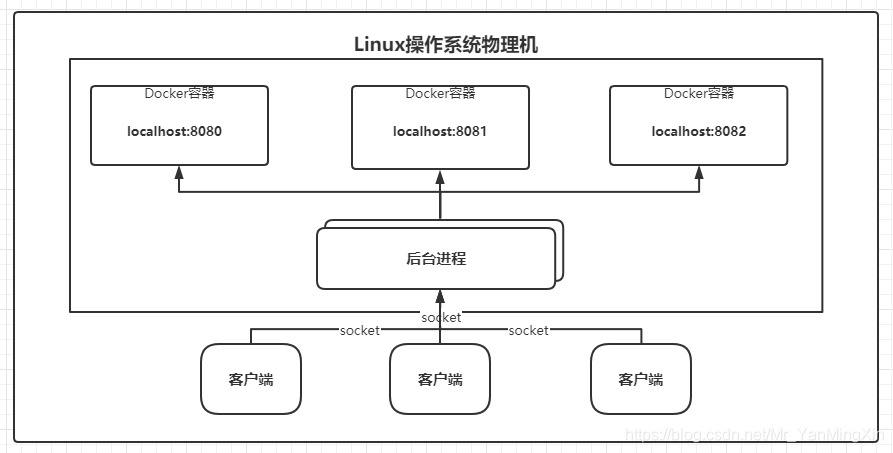 Linux操作系统物理机
Docker容器
localhost:8080
Docker容器
localhost:8081
Docker容器
localhost:8082
后台进程
socket
socket
socket
客户端
客户端
客户端
https://blog.csdn.net/Mr_YanMingXin